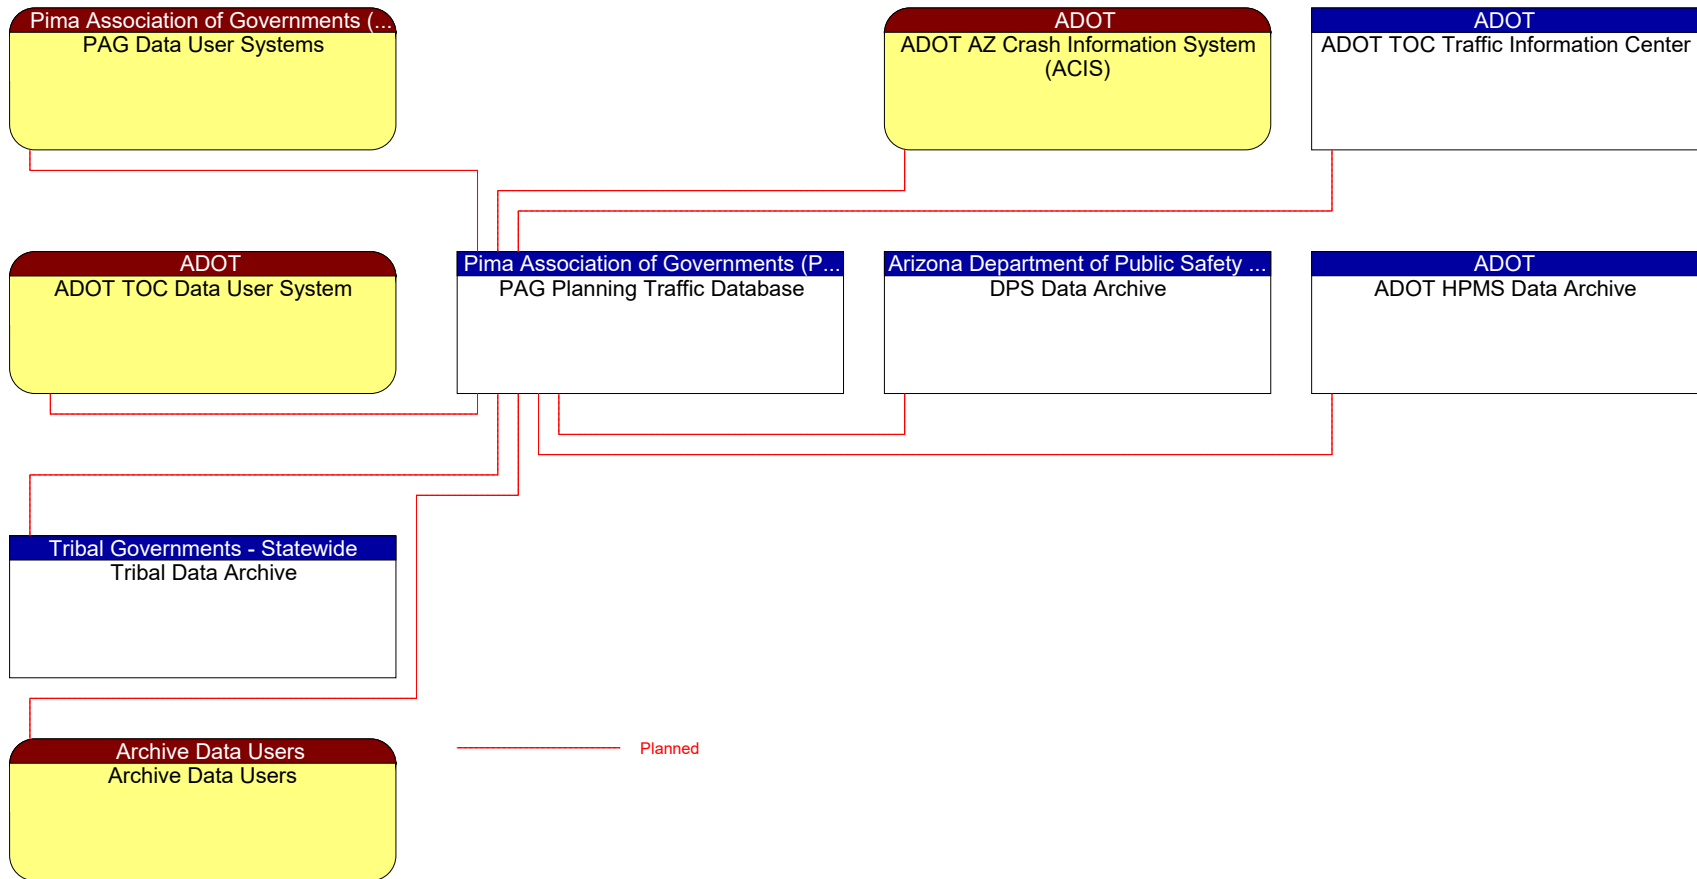 Pima Association of Governments (...
PAG Data User Systems
ADOT
ADOT AZ Crash Information System
(ACIS)
ADOT
ADOT TOC Traffic Information Center
ADOT
ADOT TOC Data User System
Pima Association of Governments (P...
PAG Planning Traffic Database
Arizona Department of Public Safety ...
DPS Data Archive
ADOT
ADOT HPMS Data Archive
Tribal Governments - Statewide
Tribal Data Archive
Archive Data Users
Archive Data Users
Planned